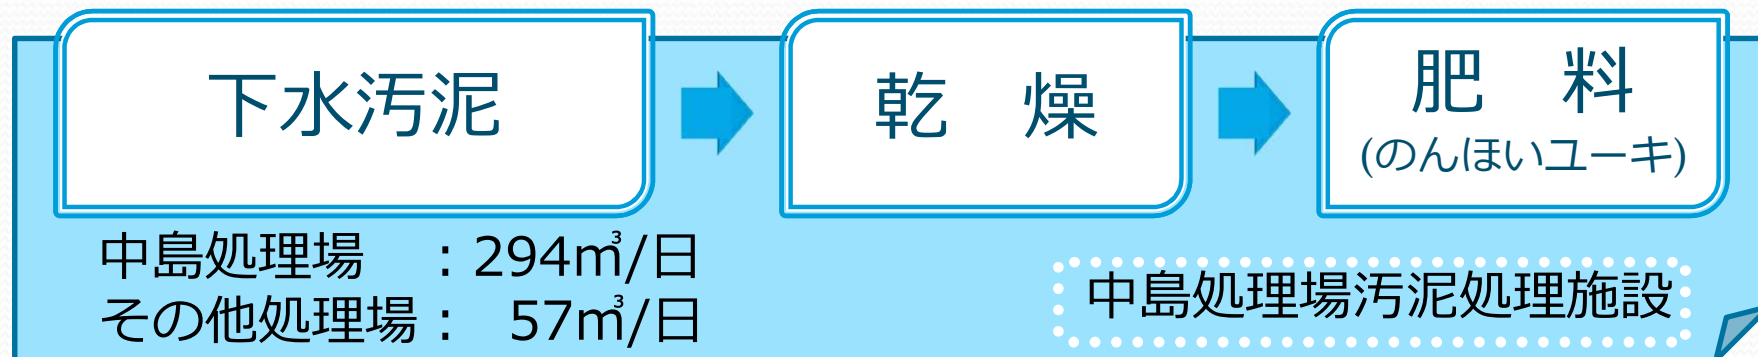 下水汚泥
乾　燥
肥　料
(のんほいユーキ)
中島処理場　：294㎥/日
その他処理場：　57㎥/日
中島処理場汚泥処理施設